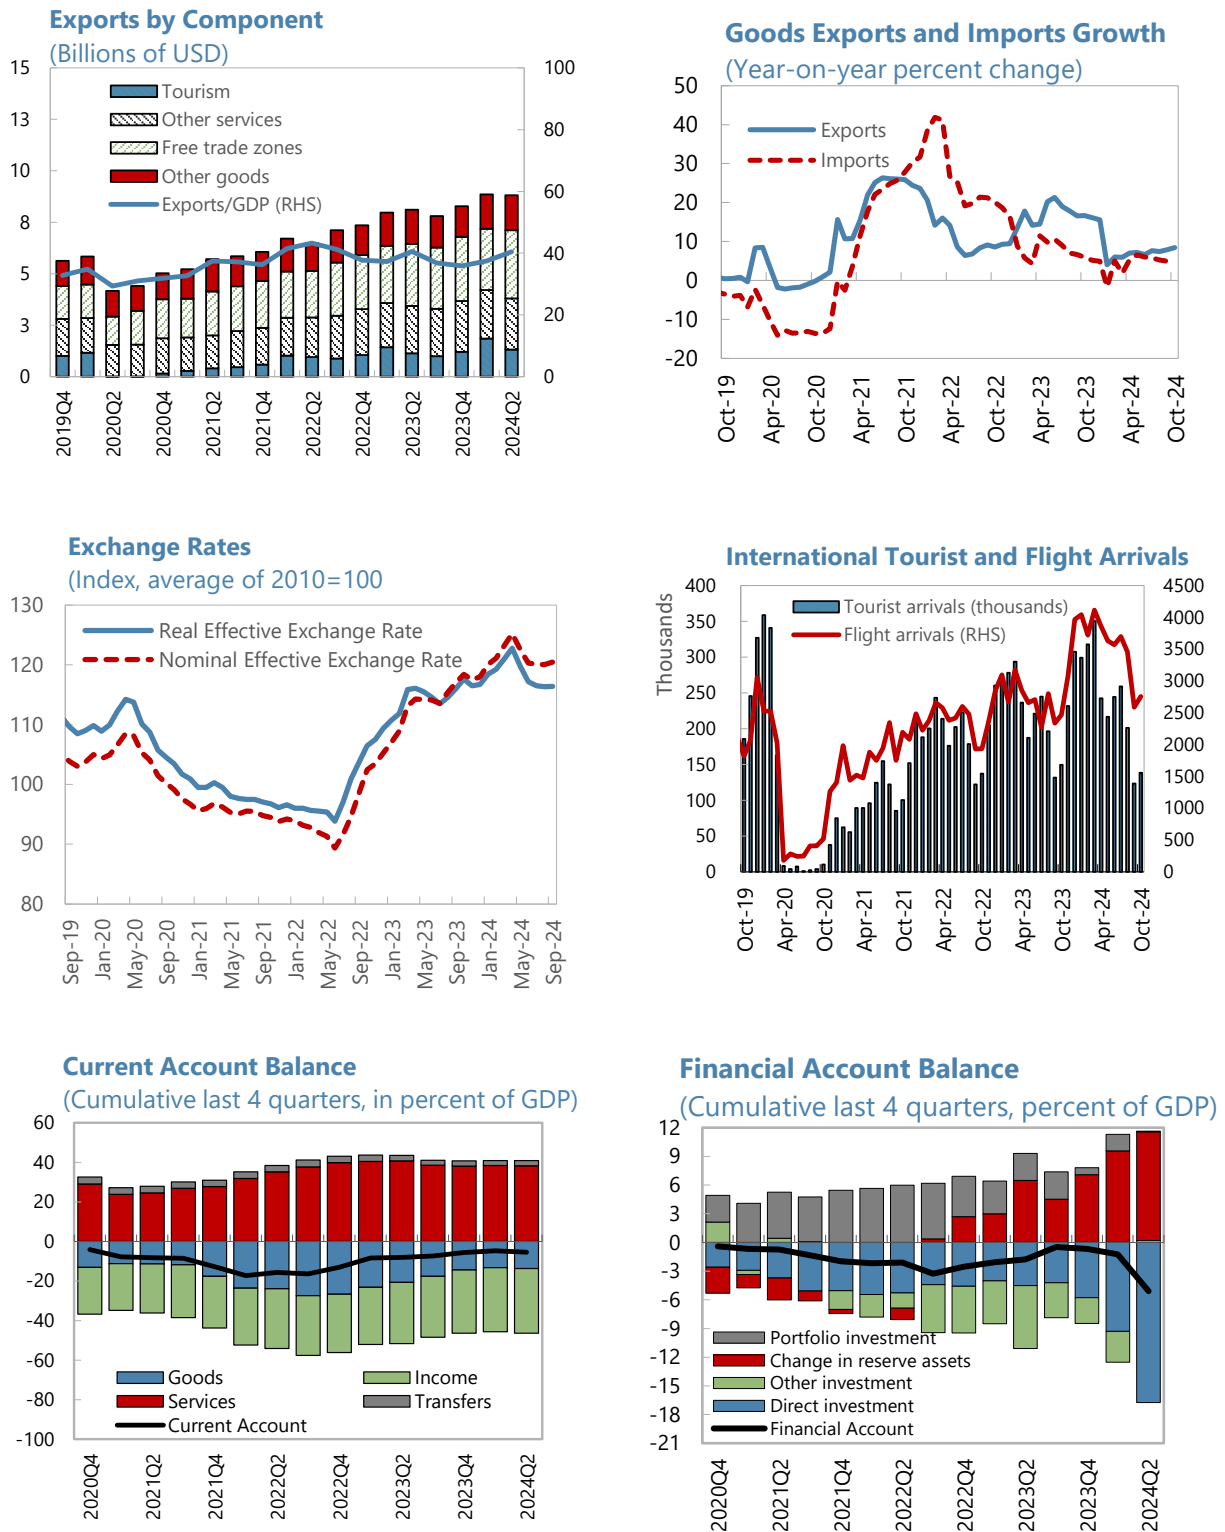 Exports by Component
(Billions of USD)
15
13
10
8
5
3
0
100
80
60
40
20
0
Tourism
Other services
Free trade zones
Other goods
Exports/GDP (RHS)
2019Q4
2020Q2
2020Q4
2021Q2
2021Q4
2022Q2
2022Q4
2023Q2
2023Q4
2024Q2
Goods Exports and Imports Growth
(Year-on-year percent change)
50
40
30
20
10
0
-10
-20
Exports
Imports
Oct-19
Apr-20
Oct-20
Apr-21
Oct-21
Apr-22
Oct-22
Apr-23
Oct-23
Apr-24
Oct-24
Exchange Rates
(Index, average of 2010=100
130
120
110
100
90
80
Real Effective Exchange Rate
Nominal Effective Exchange Rate
Sep-19
Jan-20
May-20
Sep-20
Jan-21
May-21
Sep-21
Jan-22
May-22
Sep-22
Jan-23
May-23
Sep-23
Jan-24
May-24
Sep-24
International Tourist and Flight Arrivals
Thousands
400
350
300
250
200
150
100
50
0
4500
4000
3500
3000
2500
2000
1500
1000
500
0
Tourist arrivals (thousands)
Flight arrivals (RHS)
Oct-19
Apr-20
Oct-20
Apr-21
Oct-21
Apr-22
Oct-22
Apr-23
Oct-23
Apr-24
Oct-24
Current Account Balance
(Cumulative last 4 quarters, in percent of GDP)
60
40
20
0
-20
-40
-60
-80
-100
Goods
Income
Services
Transfers
Current Account
2020Q4
2021Q2
2021Q4
2022Q2
2022Q4
2023Q2
2023Q4
2024Q2
Financial Account Balance
(Cumulative last 4 quarters, percent of GDP)
12
9
6
3
0
-3
-6
-9
-12
-15
-18
-21
Portfolio investment
Change in reserve assets
Other investment
Direct investment
Financial Account
2020Q4
2021Q2
2021Q4
2022Q2
2022Q4
2023Q2
2023Q4
2024Q2